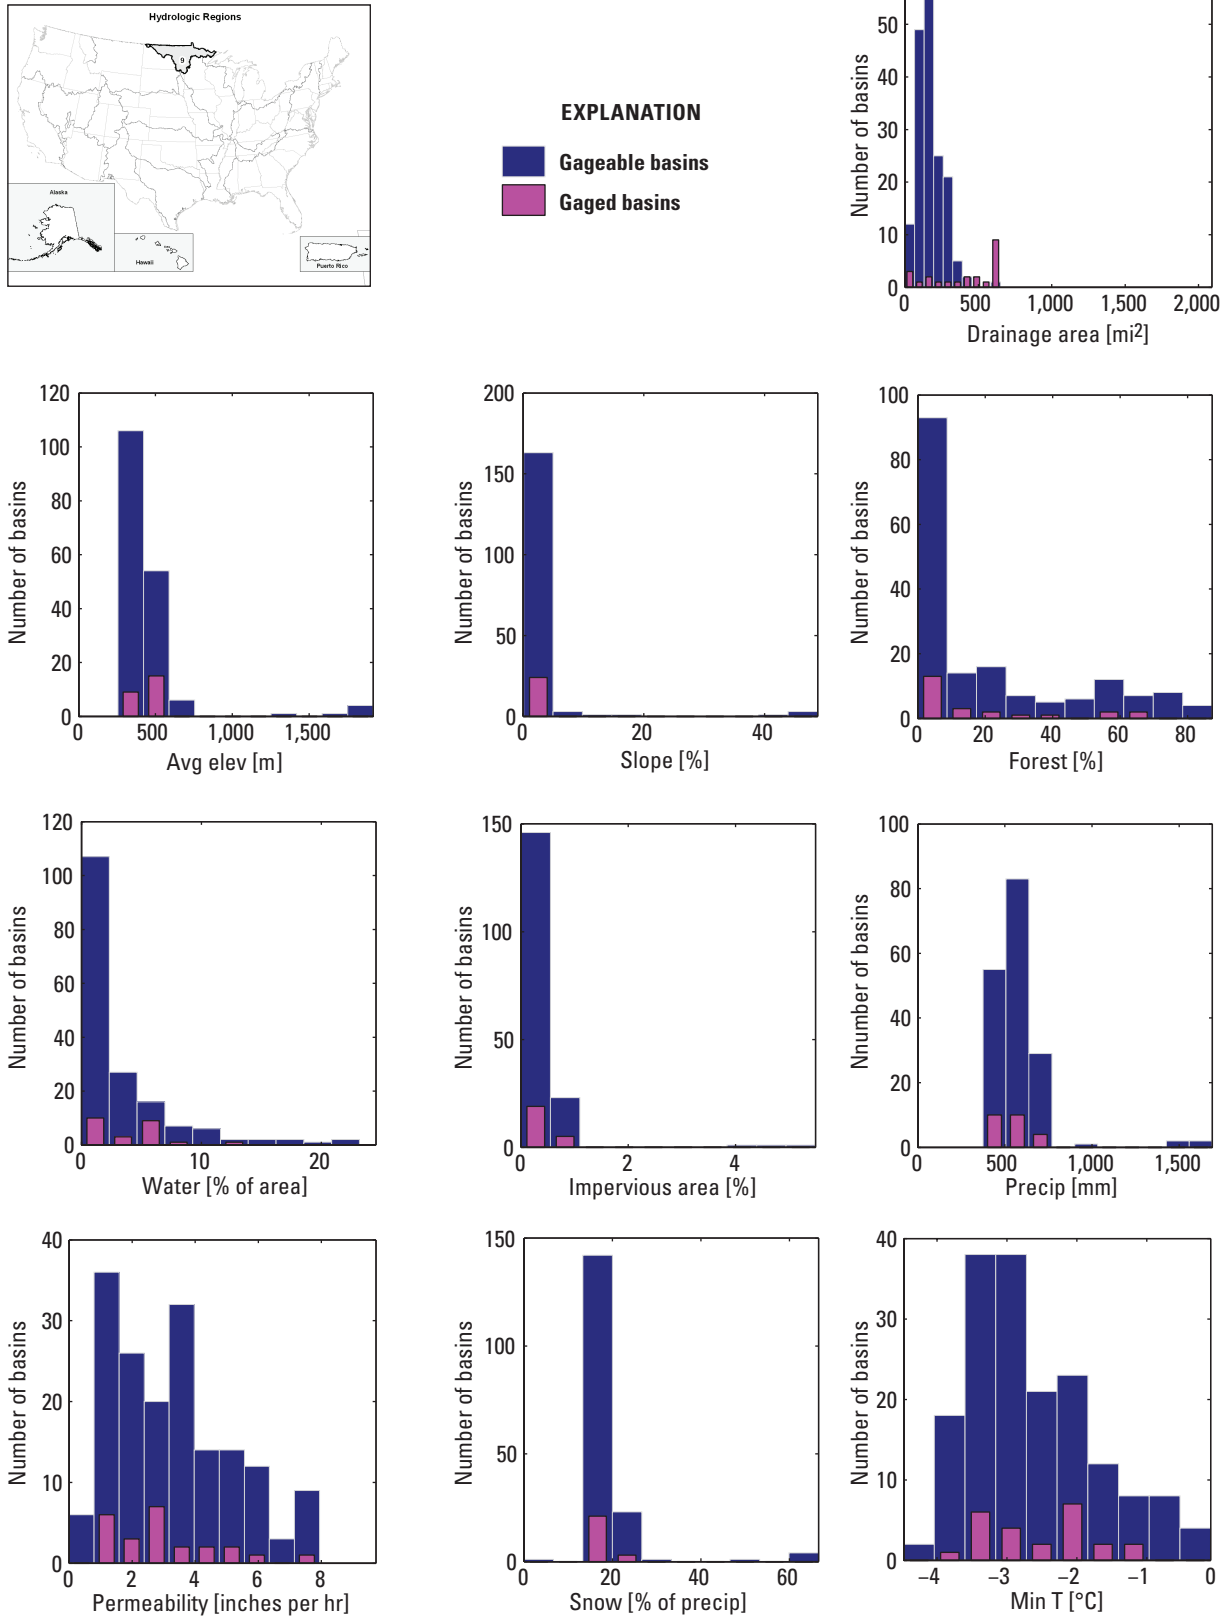 Hydrologic Regions
9
Alaska
Hawaii
Puerto Rico
EXPLANATION
Gageable basins
Gaged basins
Number of basins
50
40
30
20
10
0
0 500 1,000 1,500 2,000
Drainage area [mi2]
Number of basins
120
100
80
60
40
20
0
0 500 1,000 1,500
Avg elev [m]
Number of basins
200
150
100
50
0
0 20 40
Slope [%]
Number of basins
100
80
60
40
20
0
0 20 40 60 80
Forest [%]
Number of basins
120
100
80
60
40
20
0
0 10 20
Water [% of area]
Number of basins
150
100
50
0
0 2 4
Impervious area [%]
Nnumber of basins
100
80
60
40
20
0
0 500 1,000 1,500
Precip [mm]
Number of basins
40
30
20
10
0
0 2 4 6 8
Permeability [inches per hr]
Number of basins
150
100
50
0
0 20 40 60
Snow [% of precip]
Number of basins
40
30
20
10
0
−4 −3 −2 −1 0
Min T [°C]